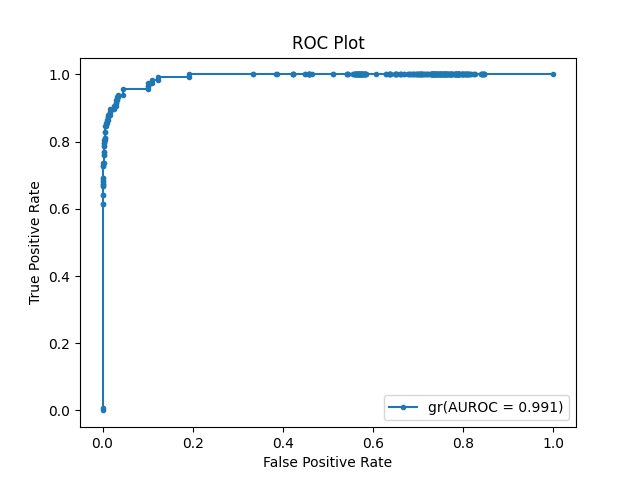 ROC Plot
True Positive Rate
1.0
0.8
0.6
0.4
0.2
0.0
gr(AUROC = 0.991)
0.0 0.2 0.4 0.6 0.8 1.0
False Positive Rate